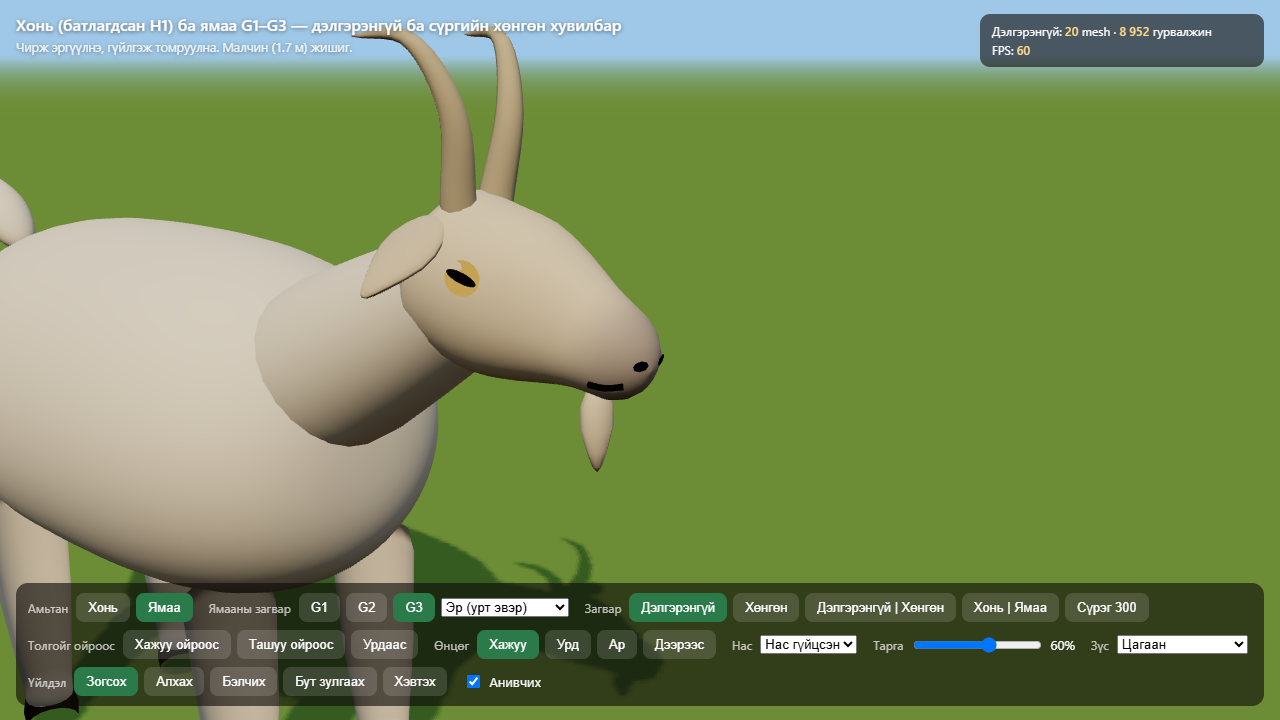 Хонь (батлагдсан H1) ба ямаа G1–G3 — дэлгэрэнгүй ба сүргийн хөнгөн хувилбар
Чирж эргүүлнэ, гүйлгэж томруулна. Малчин (1.7 м) жишиг.
Дэлгэрэнгүй: 20 mesh · 8 952 гурвалжин
FPS: 60
Амьтан Хонь Ямаа Ямааны загвар G1 G2 G3 Эр (урт эвэр) Загвар Дэлгэрэнгүй Хөнгөн Дэлгэрэнгүй | Хөнгөн Хонь | Ямаа Сүрэг 300
Толгойг ойроос Хажуу ойроос Ташуу ойроос Урдаас Өнцөг Хажуу Урд Ар Дээрээс Нас Нас гүйцсэн Тарга 60% Зүс Цагаан
Үйлдэл Зогсох Алхах Бэлчих Бут зулгаах Хэвтэх Анивчих